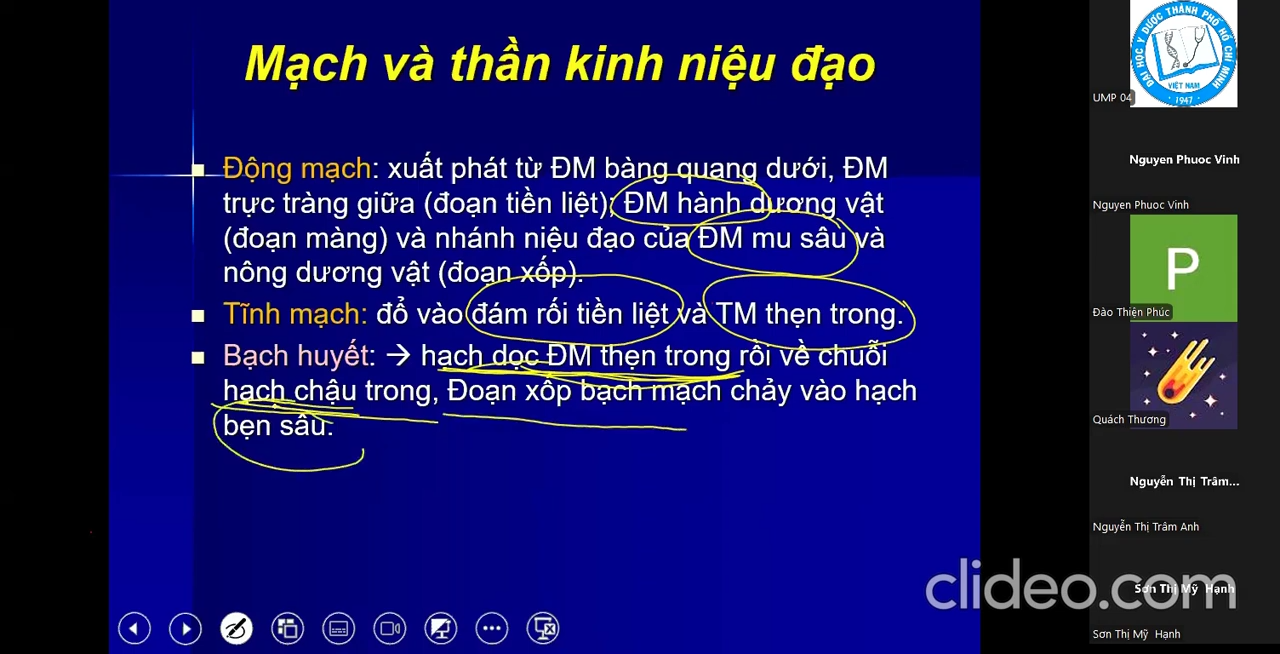 Mạch và thần kinh niệu đạo
Động mạch: xuất phát từ ĐM bàng quang dưới, ĐM
trực tràng giữa (đoạn tiền liệt); ĐM hành dương vật
(đoạn màng) và nhánh niệu đạo của ĐM mu sâu và
nông dương vật (đoạn xốp).
Tĩnh mạch: đổ vào đám rối tiền liệt và TM thẹn trong.
Bạch huyết: → hạch dọc ĐM thẹn trong rồi về chuỗi
hạch chậu trong, Đoạn xốp bạch mạch chảy vào hạch
bẹn sâu.
ĐẠI HỌC Y DƯỢC THÀNH PHỐ HỒ CHÍ MINH
VIỆT NAM
1947
UMP 04
Nguyen Phuoc Vinh
Nguyen Phuoc Vinh
P
Đào Thiện Phúc
Quách Thương
Nguyễn Thị Trâm...
Nguyễn Thị Trâm Anh
Sơn Thị Mỹ Hạnh
clideo.com
Sơn Thị Mỹ Hạnh